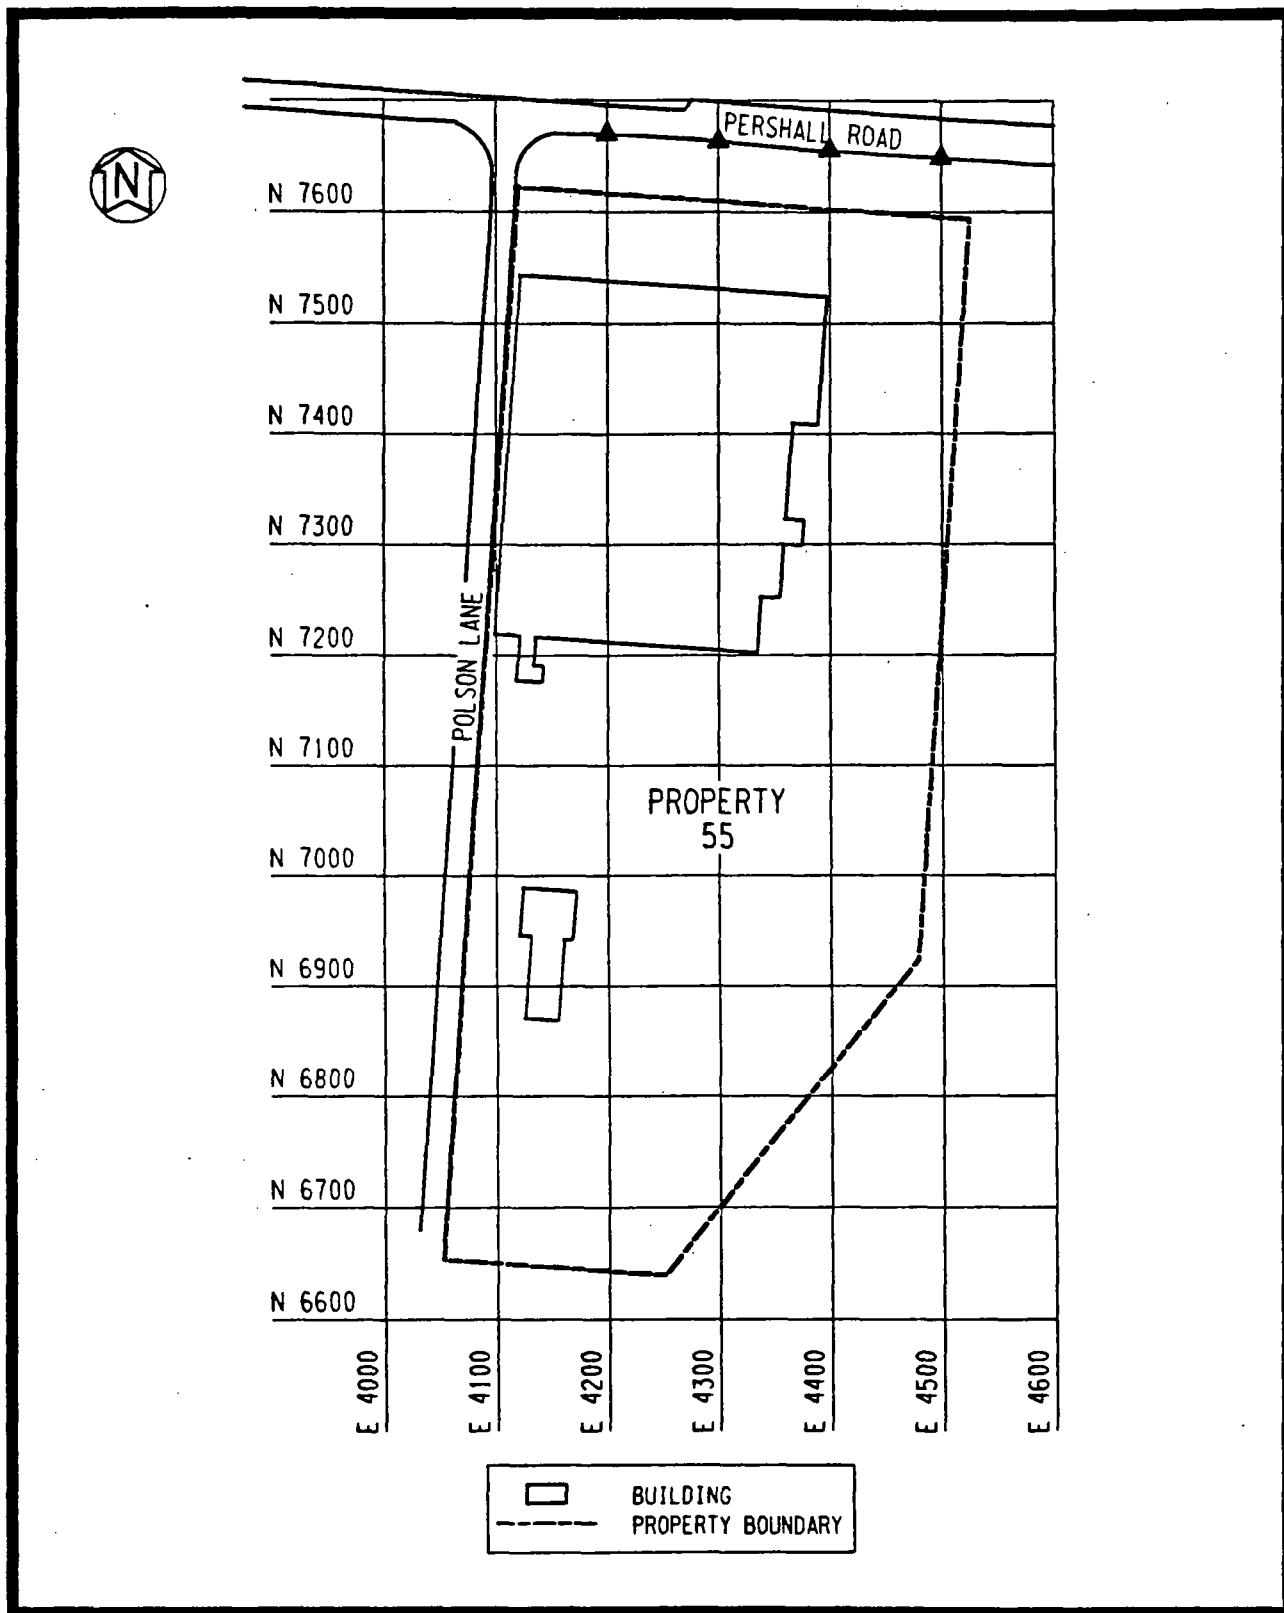 PERSHALL ROAD
N
N 7600
N 7500
N 7400
N 7300
N 7200
POLSON LANE
N 7100
PROPERTY
55
N 7000
N 6900
N 6800
N 6700
N 6600
E 4000
E 4100
E 4200
E 4300
E 4400
E 4500
E 4600
BUILDING
PROPERTY BOUNDARY